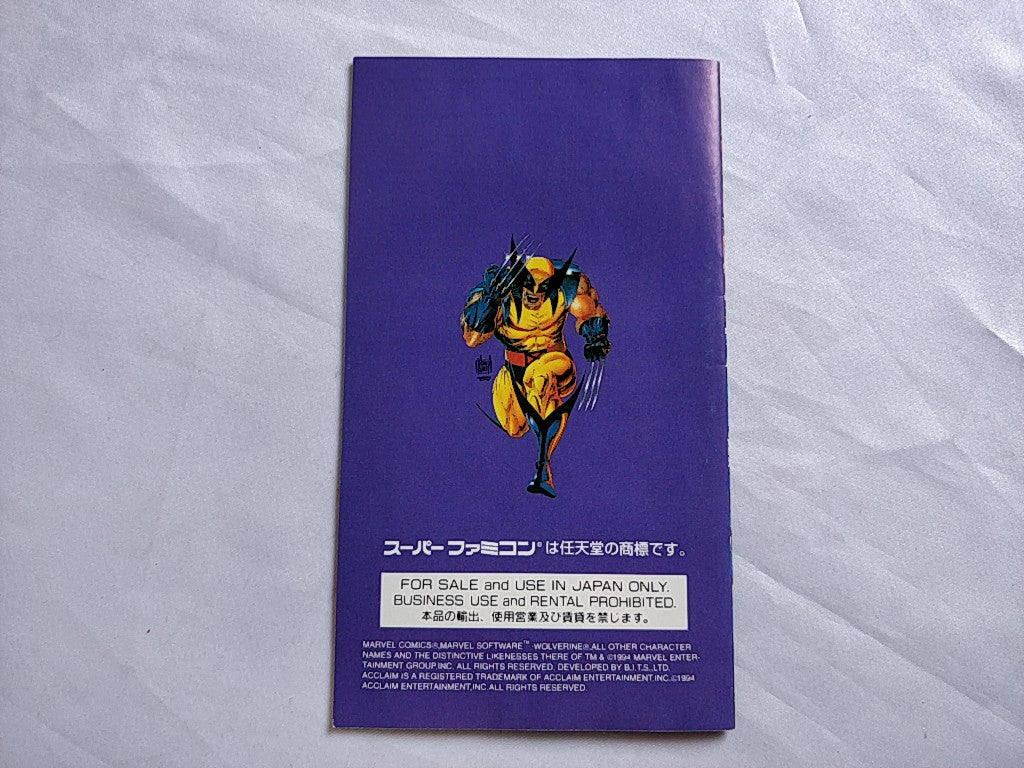 スーパーファミコン®は任天堂の商標です。
FOR SALE and USE IN JAPAN ONLY.
BUSINESS USE and RENTAL PROHIBITED.
本品の輸出、使用営業及び賃貸を禁じます。
MARVEL COMICS®,MARVEL SOFTWARE™ ·WOLVERINE®,ALL OTHER CHARACTER
NAMES AND THE DISTINCTIVE LIKENESSES THERE OF TM & ©1994 MARVEL ENTER-
TAINMENT GROUP,INC. ALL RIGHTS RESERVED. DEVELOPED BY B.I.T.S.,LTD.
ACCLAIM IS A REGISTERED TRADEMARK OF ACCLAIM ENTERTAINMENT,INC.©1994
ACCLAIM ENTERTAINMENT,INC.ALL RIGHTS RESERVED.